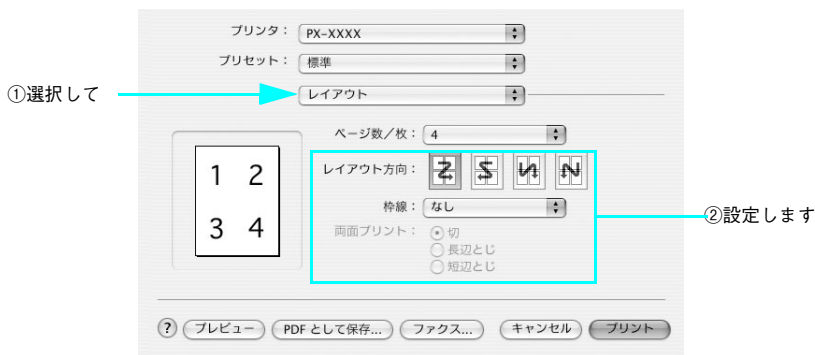 プリンタ： PX-XXXX
プリセット： 標準
①選択して
レイアウト
ページ数／枚： 4
1 2
3 4
レイアウト方向：
枠線： なし
両面プリント： 切
長辺とじ
短辺とじ
②設定します
? プレビュー PDF として保存... ファクス... キャンセル プリント